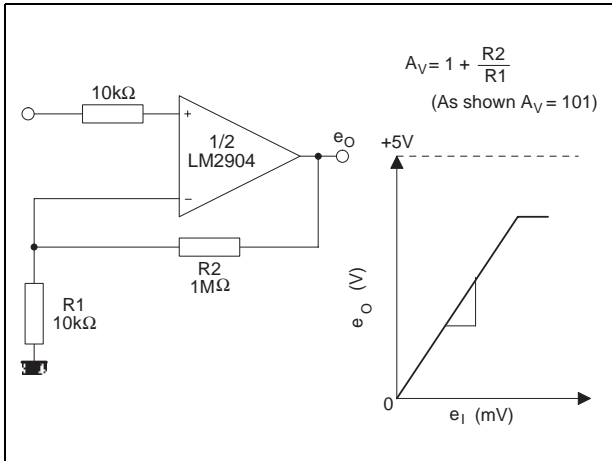 A_V = 1 + R2/R1
(As shown A_V = 101)
10kΩ
+
1/2
LM2904
−
e_O
R2
1MΩ
R1
10kΩ
+5V
e_O (V)
0
e_I (mV)